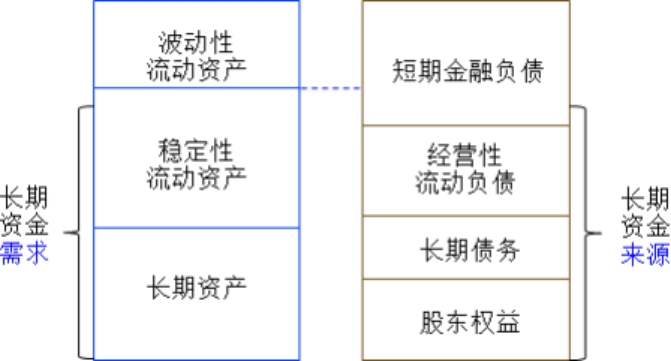 波动性
流动资产
稳定性
流动资产
长期资产
长期
资金
需求
短期金融负债
经营性
流动负债
长期债务
股东权益
长期
资金
来源